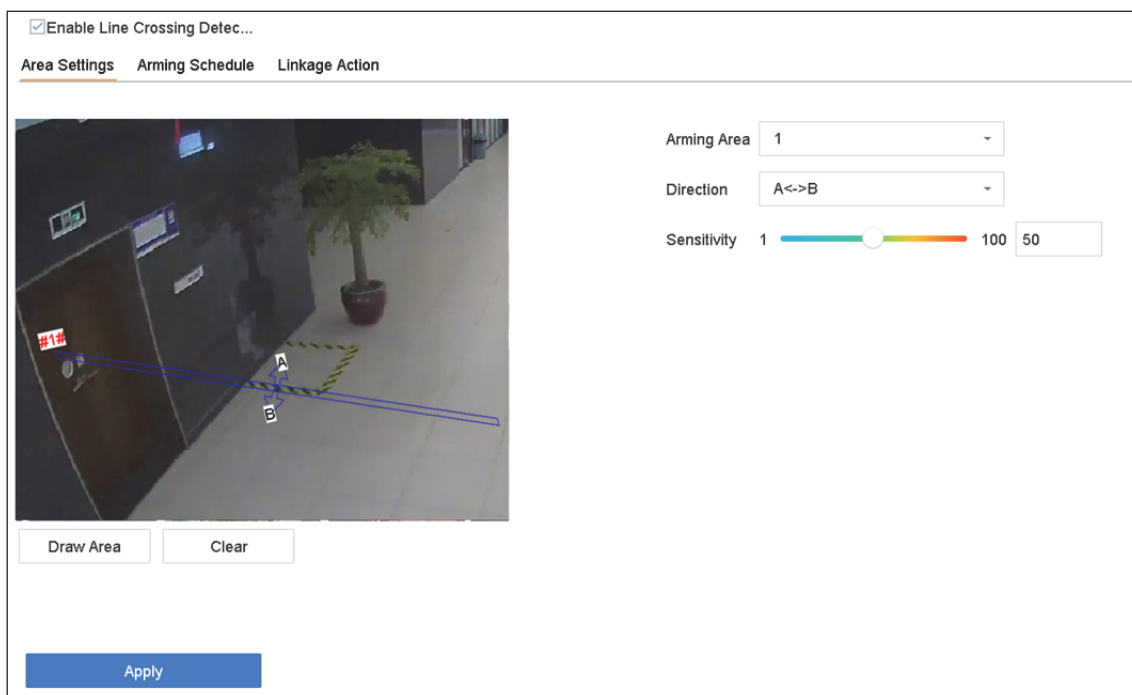 Enable Line Crossing Detec...
Area Settings Arming Schedule Linkage Action
Arming Area 1
Direction A<->B
Sensitivity 1 100 50
#1#
A
B
Draw Area Clear
Apply